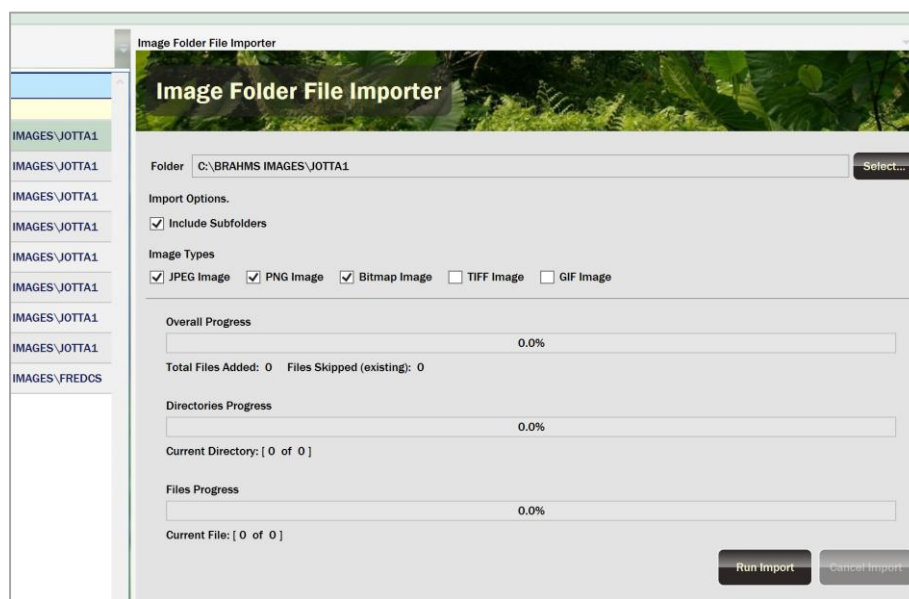 Image Folder File Importer
Image Folder File Importer
IMAGES\JOTTA1
IMAGES\JOTTA1
IMAGES\JOTTA1
IMAGES\JOTTA1
IMAGES\JOTTA1
IMAGES\JOTTA1
IMAGES\JOTTA1
IMAGES\JOTTA1
IMAGES\FREDCS
Folder C:\BRAHMS IMAGES\JOTTA1 Select...
Import Options.
Include Subfolders
Image Types
JPEG Image PNG Image Bitmap Image TIFF Image GIF Image
Overall Progress
0.0%
Total Files Added: 0 Files Skipped (existing): 0
Directories Progress
0.0%
Current Directory: [ 0 of 0 ]
Files Progress
0.0%
Current File: [ 0 of 0 ]
Run Import Cancel Import